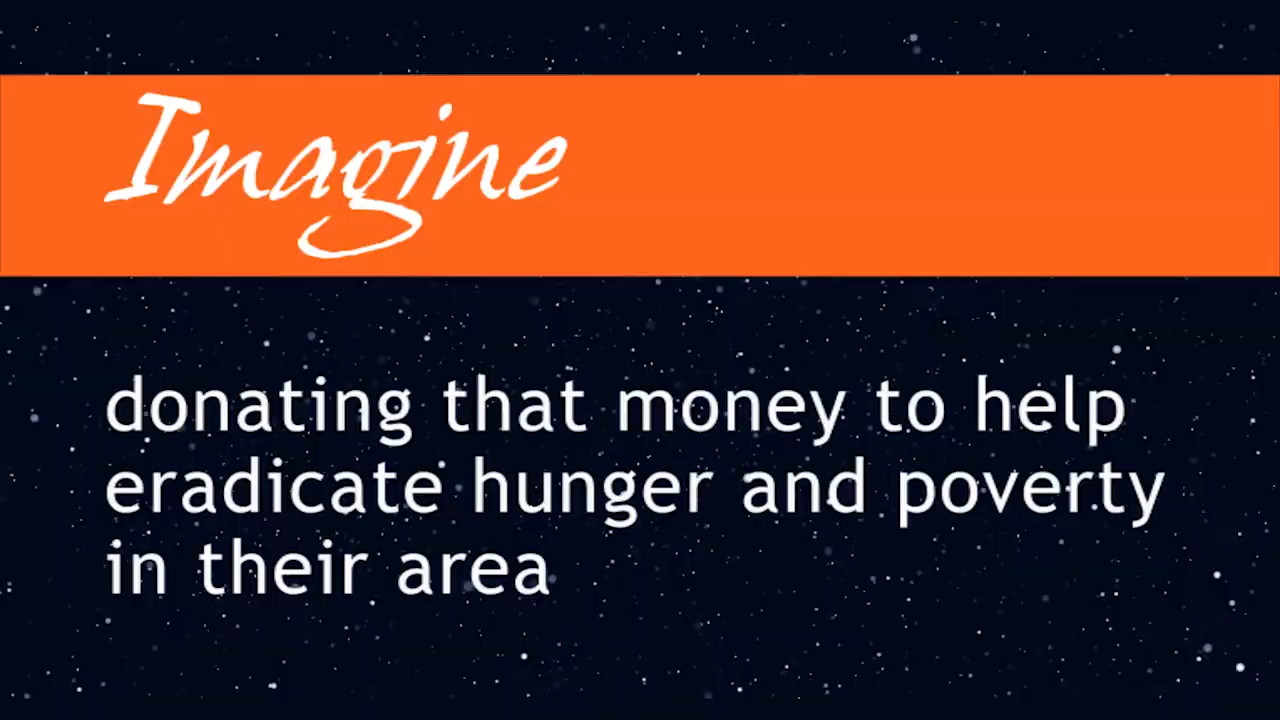 Imagine
donating that money to help
eradicate hunger and poverty
in their area